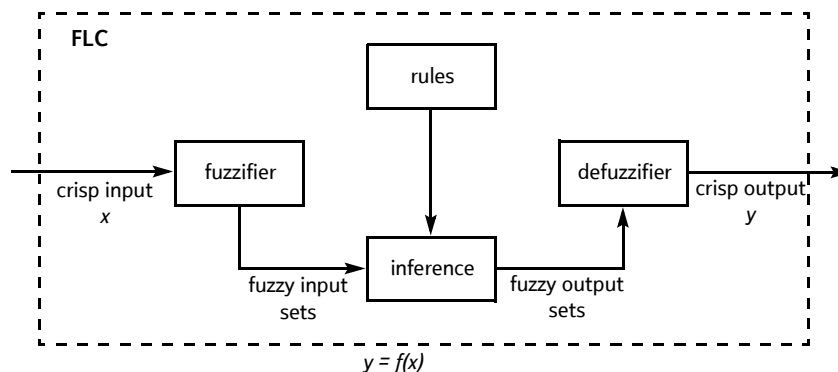 FLC
rules
fuzzifier
defuzzifier
crisp input
x
crisp output
y
inference
fuzzy input
sets
fuzzy output
sets
y = f(x)